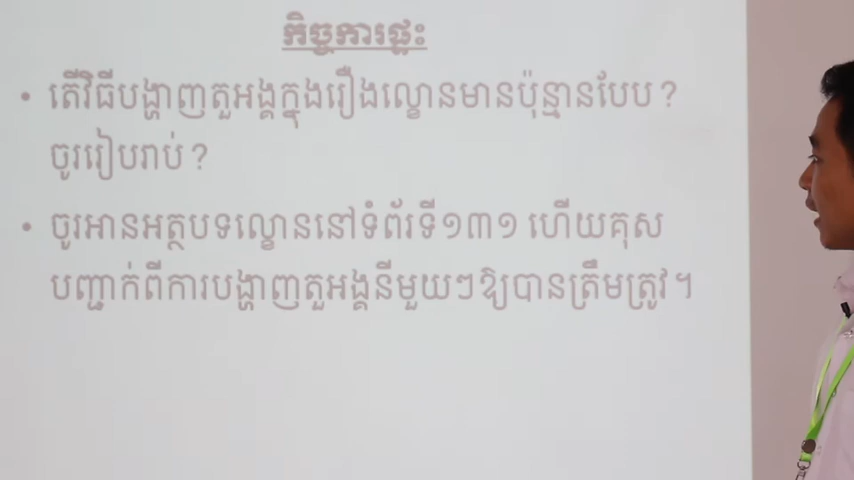 កិច្ចការផ្ទះ
• តើវិធីបង្ហាញតួអង្គក្នុងរឿងល្ខោនមានប៉ុន្មានបែប?
ចូររៀបរាប់?
• ចូរអានអត្ថបទល្ខោននៅទំព័រទី១៣១ ហើយគុស
បញ្ជាក់ពីការបង្ហាញតួអង្គនីមួយៗឱ្យបានត្រឹមត្រូវ។